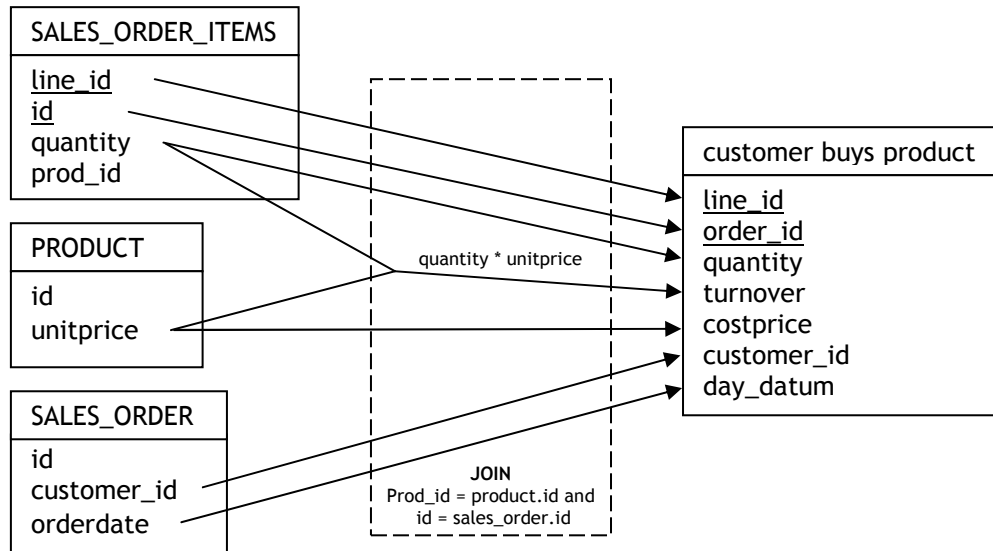 SALES_ORDER_ITEMS
line_id
id
quantity
prod_id
PRODUCT
id
unitprice
SALES_ORDER
id
customer_id
orderdate
quantity * unitprice
JOIN
Prod_id = product.id and
id = sales_order.id
customer buys product
line_id
order_id
quantity
turnover
costprice
customer_id
day_datum